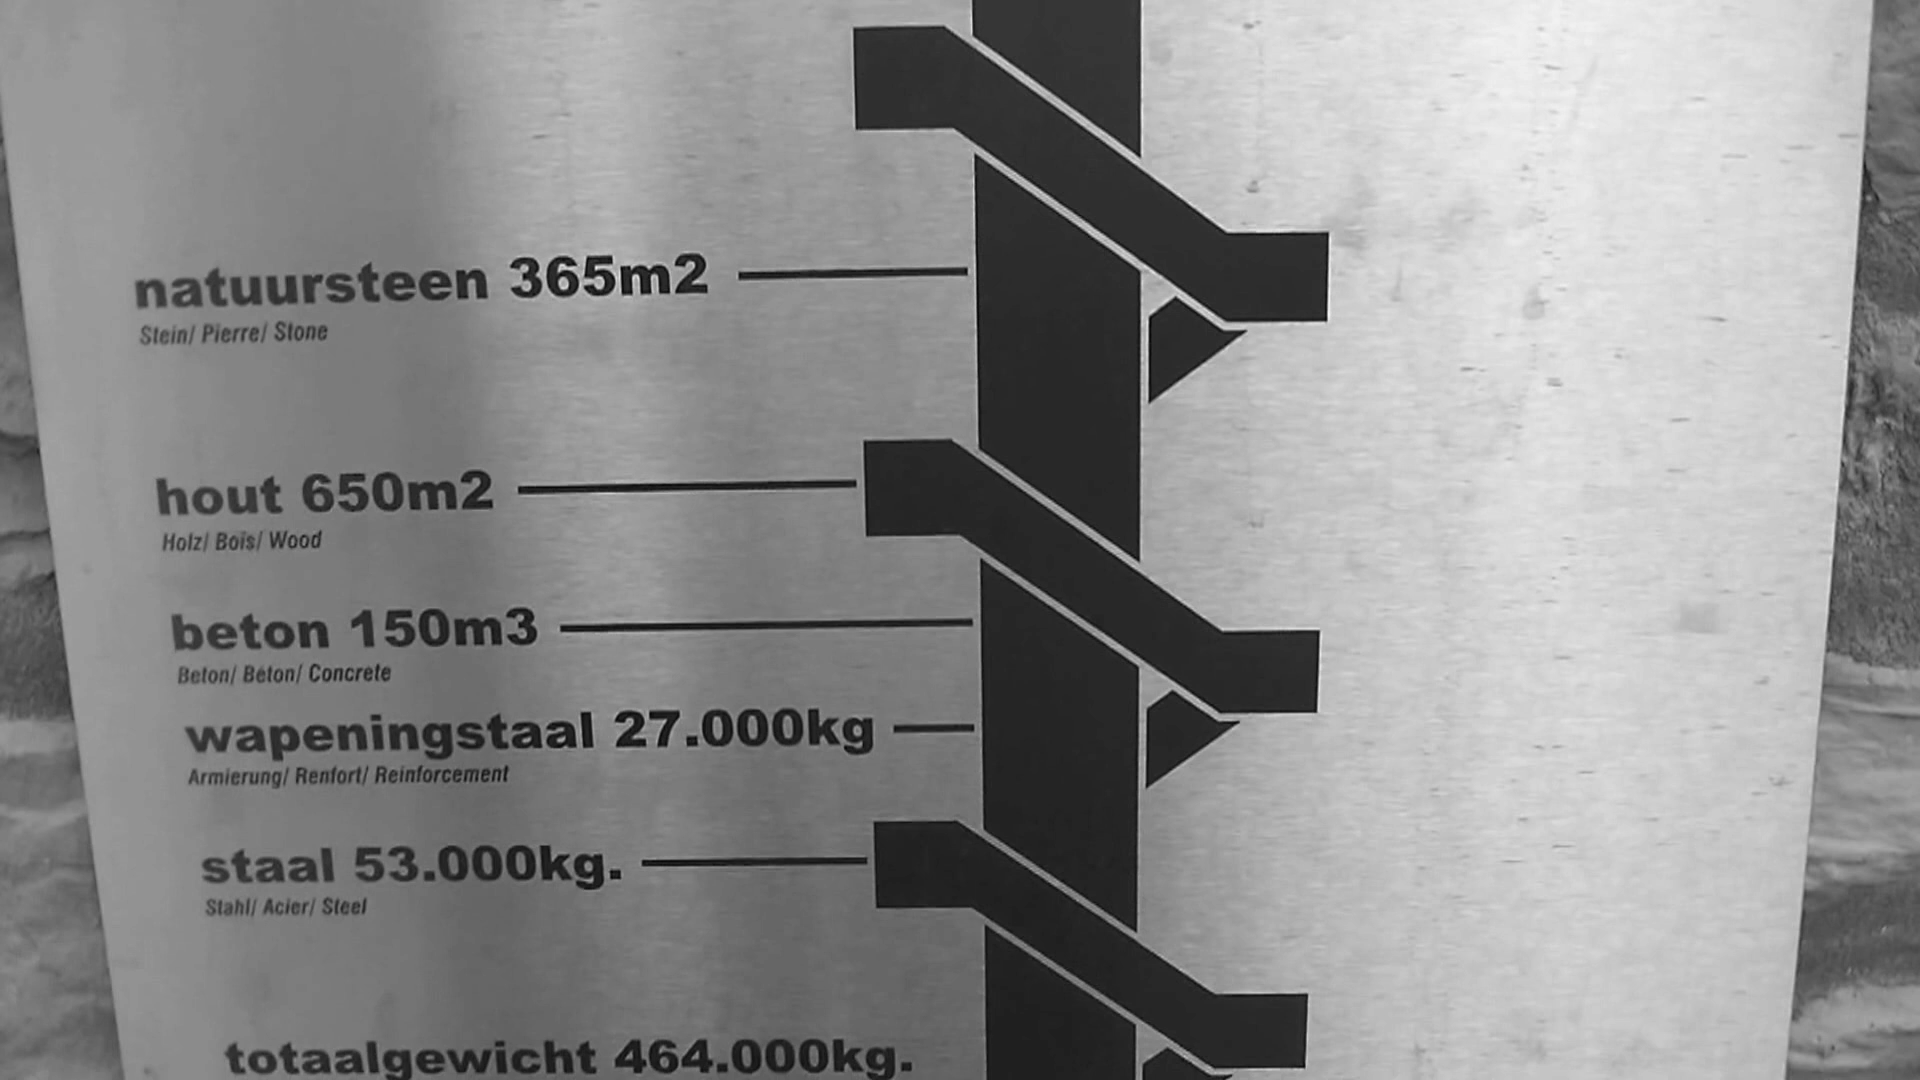 natuursteen 365m2
Stein/ Pierre/ Stone
hout 650m2
Holz/ Bois/ Wood
beton 150m3
Beton/ Béton/ Concrete
wapeningstaal 27.000kg
Armierung/ Renfort/ Reinforcement
staal 53.000kg.
Stahl/ Acier/ Steel
totaalgewicht 464.000kg.